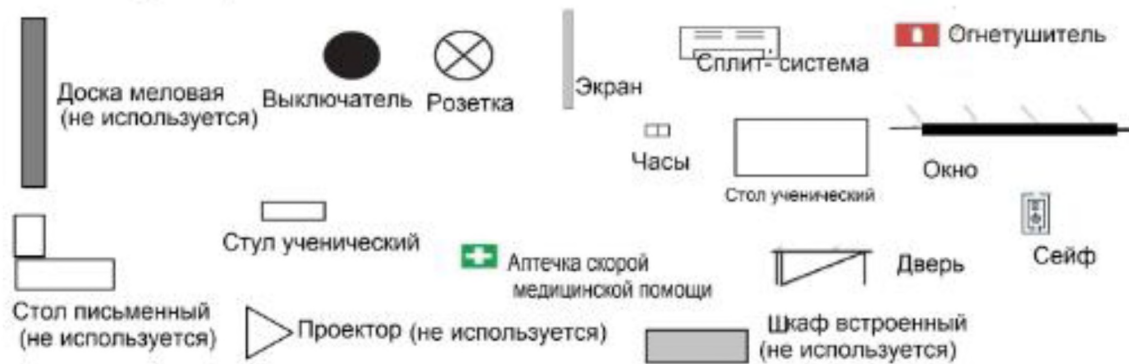 Огнетушитель
Сплит- система
Экран
Доска меловая
(не используется)
Выключатель
Розетка
Часы
Стол ученический
Окно
Стул ученический
Аптечка скорой
медицинской помощи
Дверь
Сейф
Стол письменный
(не используется)
Проектор (не используется)
Шкаф встроенный
(не используется)